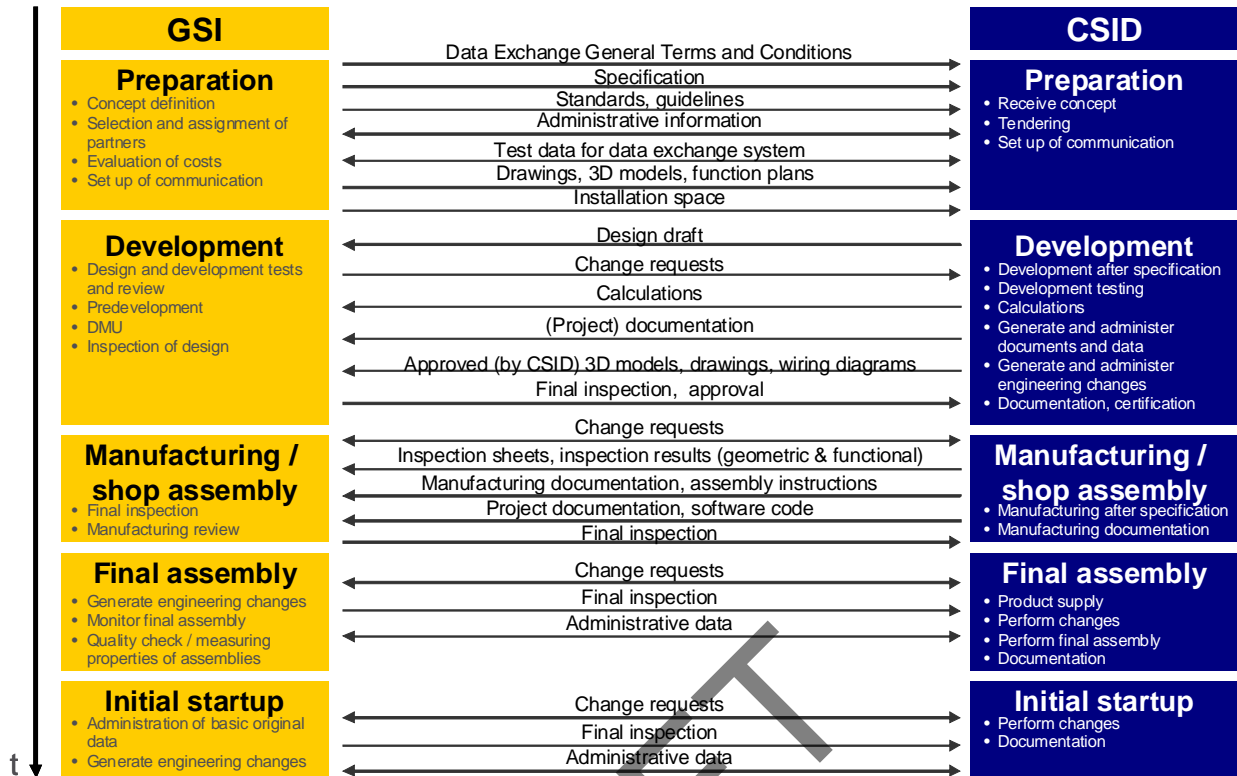 GSI
CSID
Data Exchange General Terms and Conditions
Preparation
• Concept definition
• Selection and assignment of
partners
• Evaluation of costs
• Set up of communication
Specification
Standards, guidelines
Administrative information
Test data for data exchange system
Drawings, 3D models, function plans
Installation space
Preparation
• Receive concept
• Tendering
• Set up of communication
Development
• Design and development tests
and review
• Predevelopment
• DMU
• Inspection of design
Design draft
Change requests
Calculations
(Project) documentation
Approved (by CSID) 3D models, drawings, wiring diagrams
Final inspection, approval
Development
• Development after specification
• Development testing
• Calculations
• Generate and administer
documents and data
• Generate and administer
engineering changes
• Documentation, certification
Manufacturing /
shop assembly
• Final inspection
• Manufacturing review
Change requests
Inspection sheets, inspection results (geometric & functional)
Manufacturing documentation, assembly instructions
Project documentation, software code
Final inspection
Manufacturing /
shop assembly
• Manufacturing after specification
• Manufacturing documentation
Final assembly
• Generate engineering changes
• Monitor final assembly
• Quality check / measuring
properties of assemblies
Change requests
Final inspection
Administrative data
Final assembly
• Product supply
• Perform changes
• Perform final assembly
• Documentation
Initial startup
• Administration of basic original
data
• Generate engineering changes
Change requests
Final inspection
Administrative data
Initial startup
• Perform changes
• Documentation
t